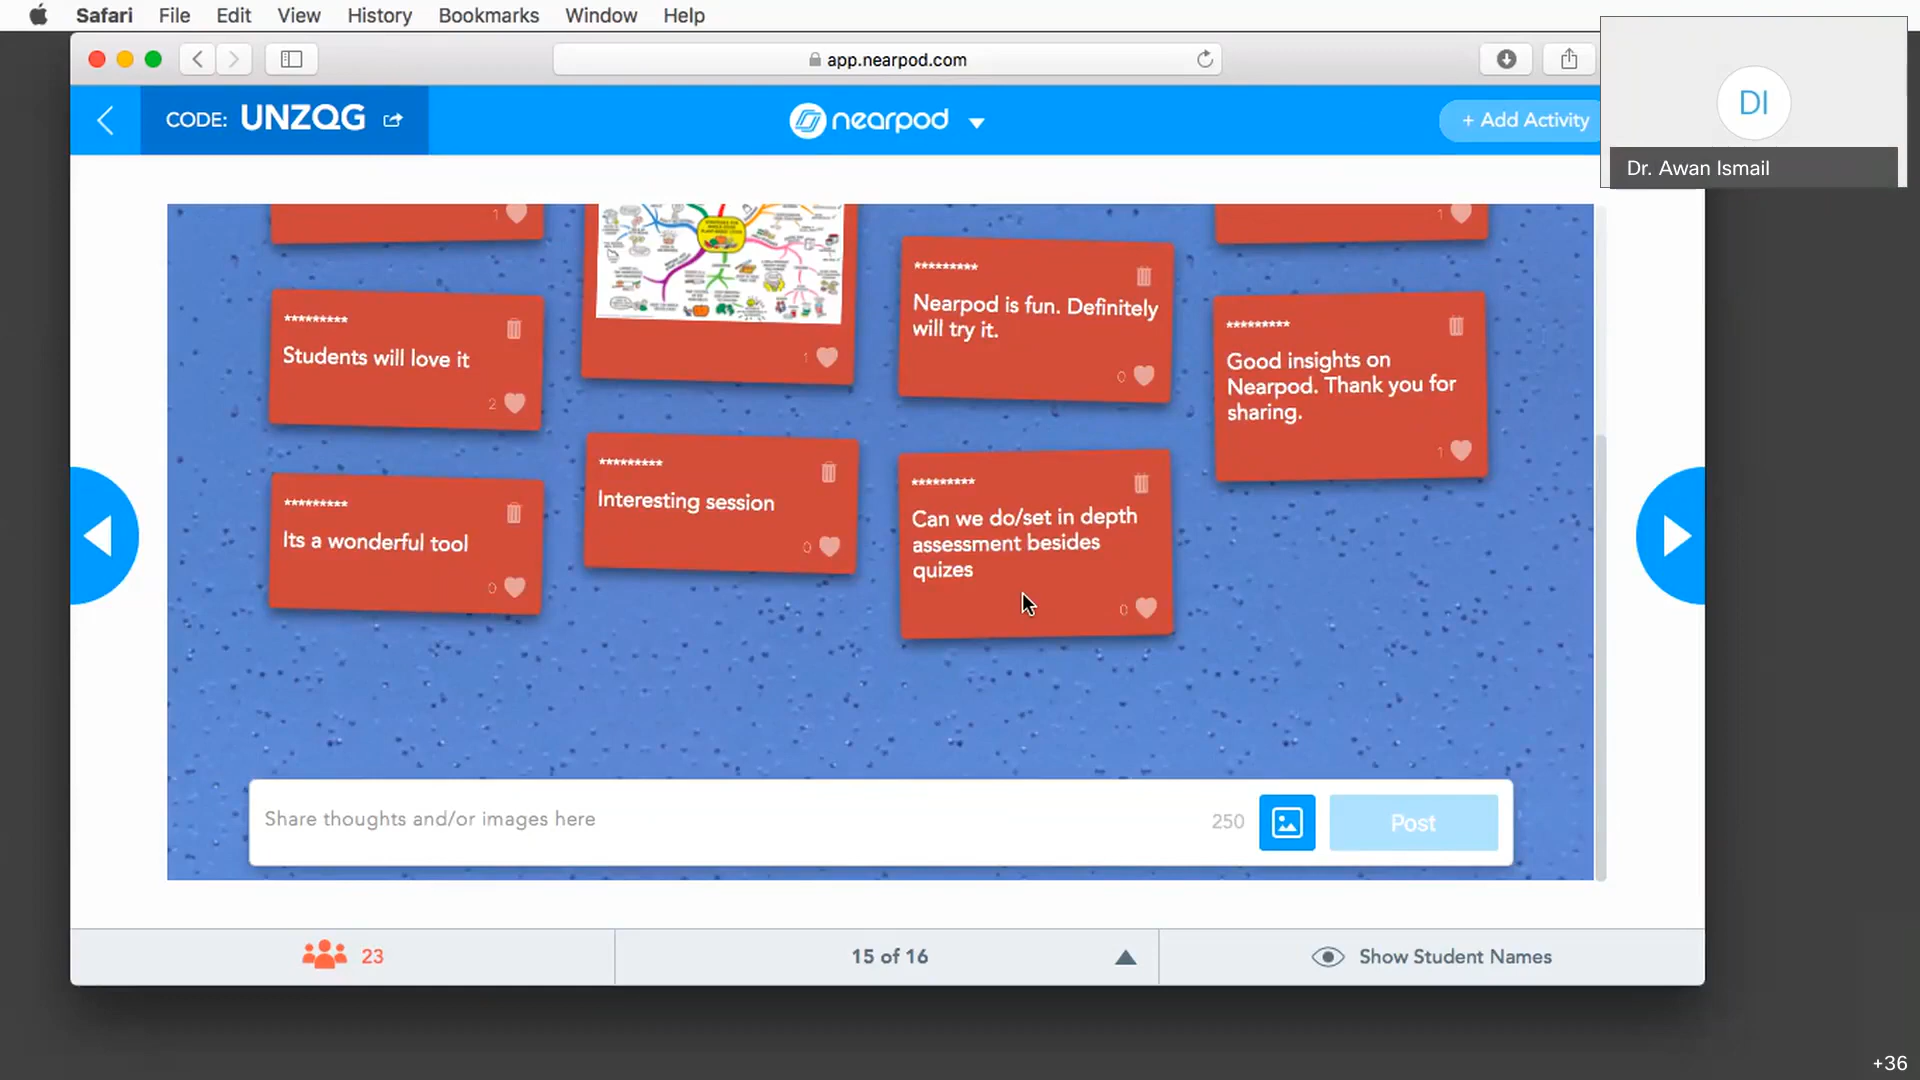 Safari File Edit View History Bookmarks Window Help
app.nearpod.com
CODE: UNZQG
nearpod
+ Add Activity
DI
Dr. Awan Ismail
1
1
*********
Students will love it
2
1
*********
Nearpod is fun. Definitely
will try it.
0
*********
Good insights on
Nearpod. Thank you for
sharing.
1
*********
Its a wonderful tool
0
*********
Interesting session
0
*********
Can we do/set in depth
assessment besides
quizes
0
Share thoughts and/or images here
250
Post
23
15 of 16
Show Student Names
+36